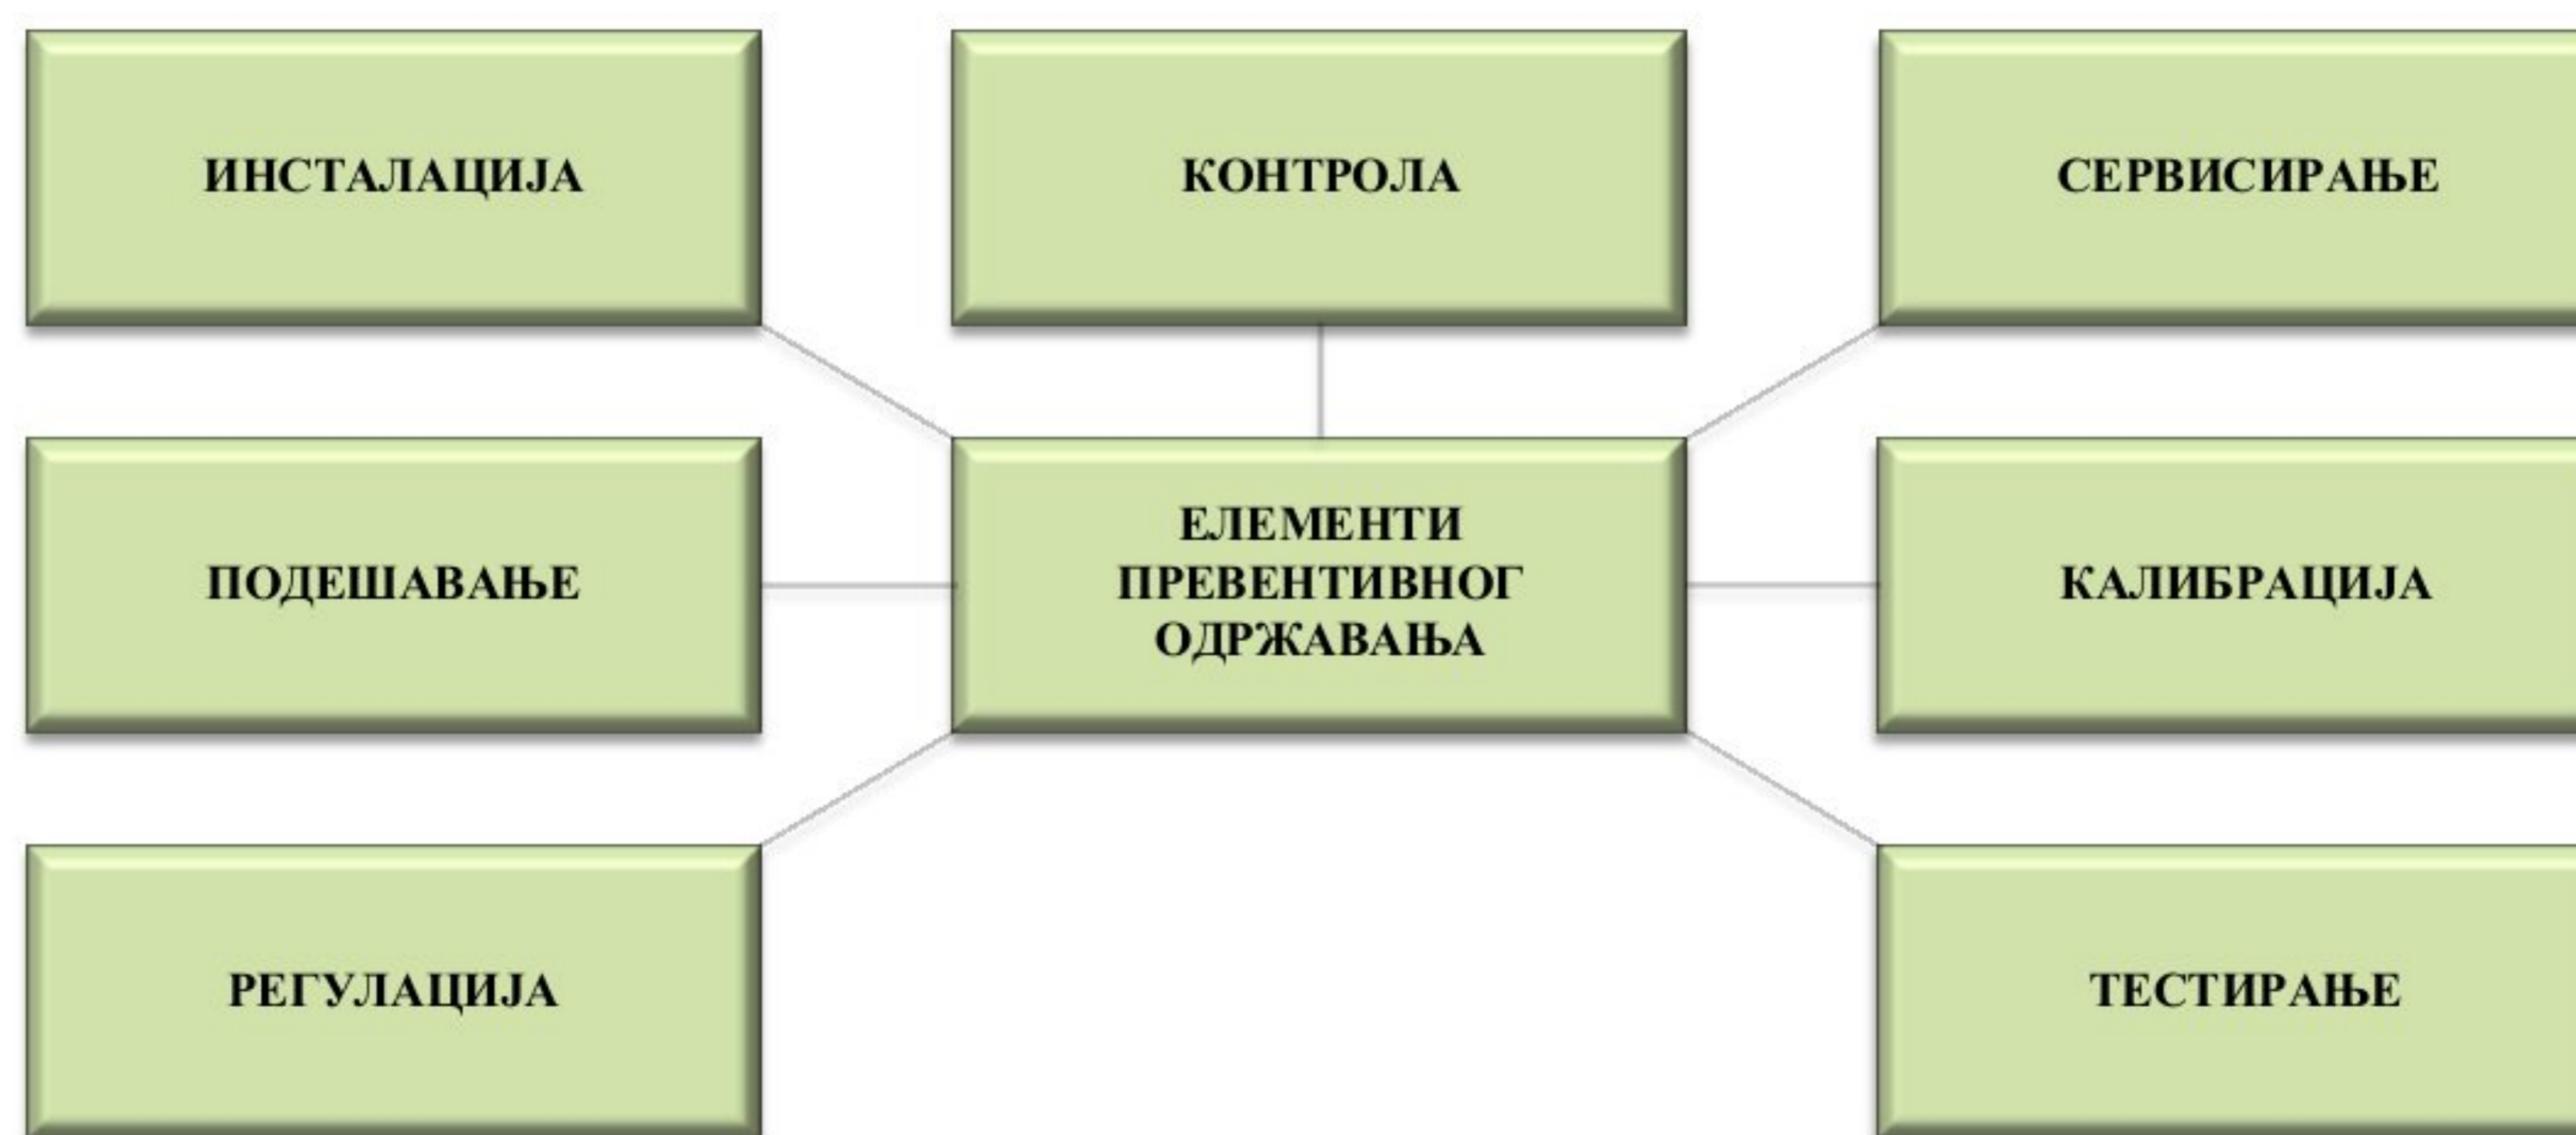 ИНСТАЛАЦИЈА
КОНТРОЛА
СЕРВИСИРАЊЕ
ПОДЕШАВАЊЕ
ЕЛЕМЕНТИ
ПРЕВЕНТИВНОГ
ОДРЖАВАЊА
КАЛИБРАЦИЈА
РЕГУЛАЦИЈА
ТЕСТИРАЊЕ